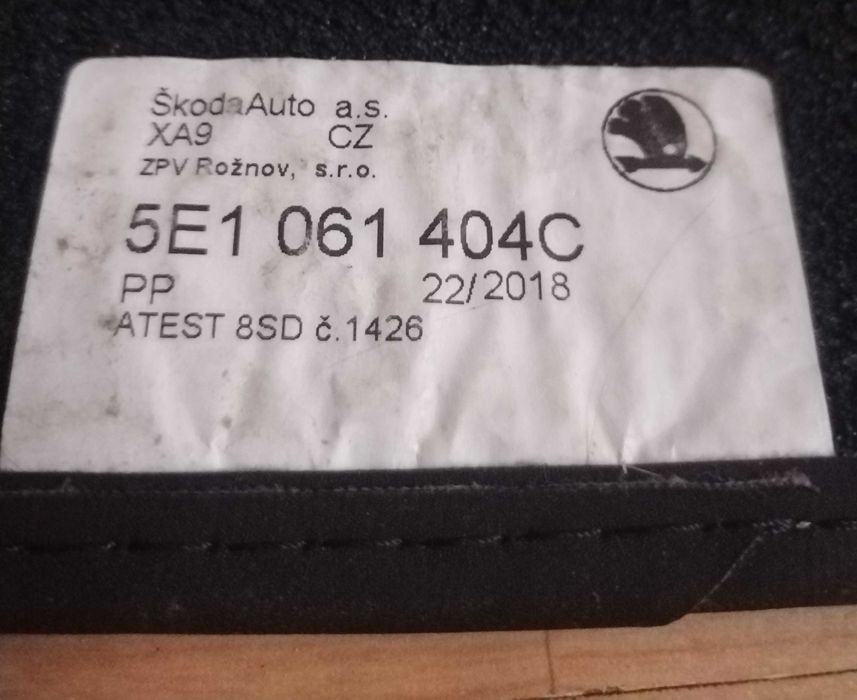 ŠkodaAuto a.s.
XA9 CZ
ZPV Rožnov, s.r.o.
5E1 061 404C
PP 22/2018
ATEST 8SD č.1426